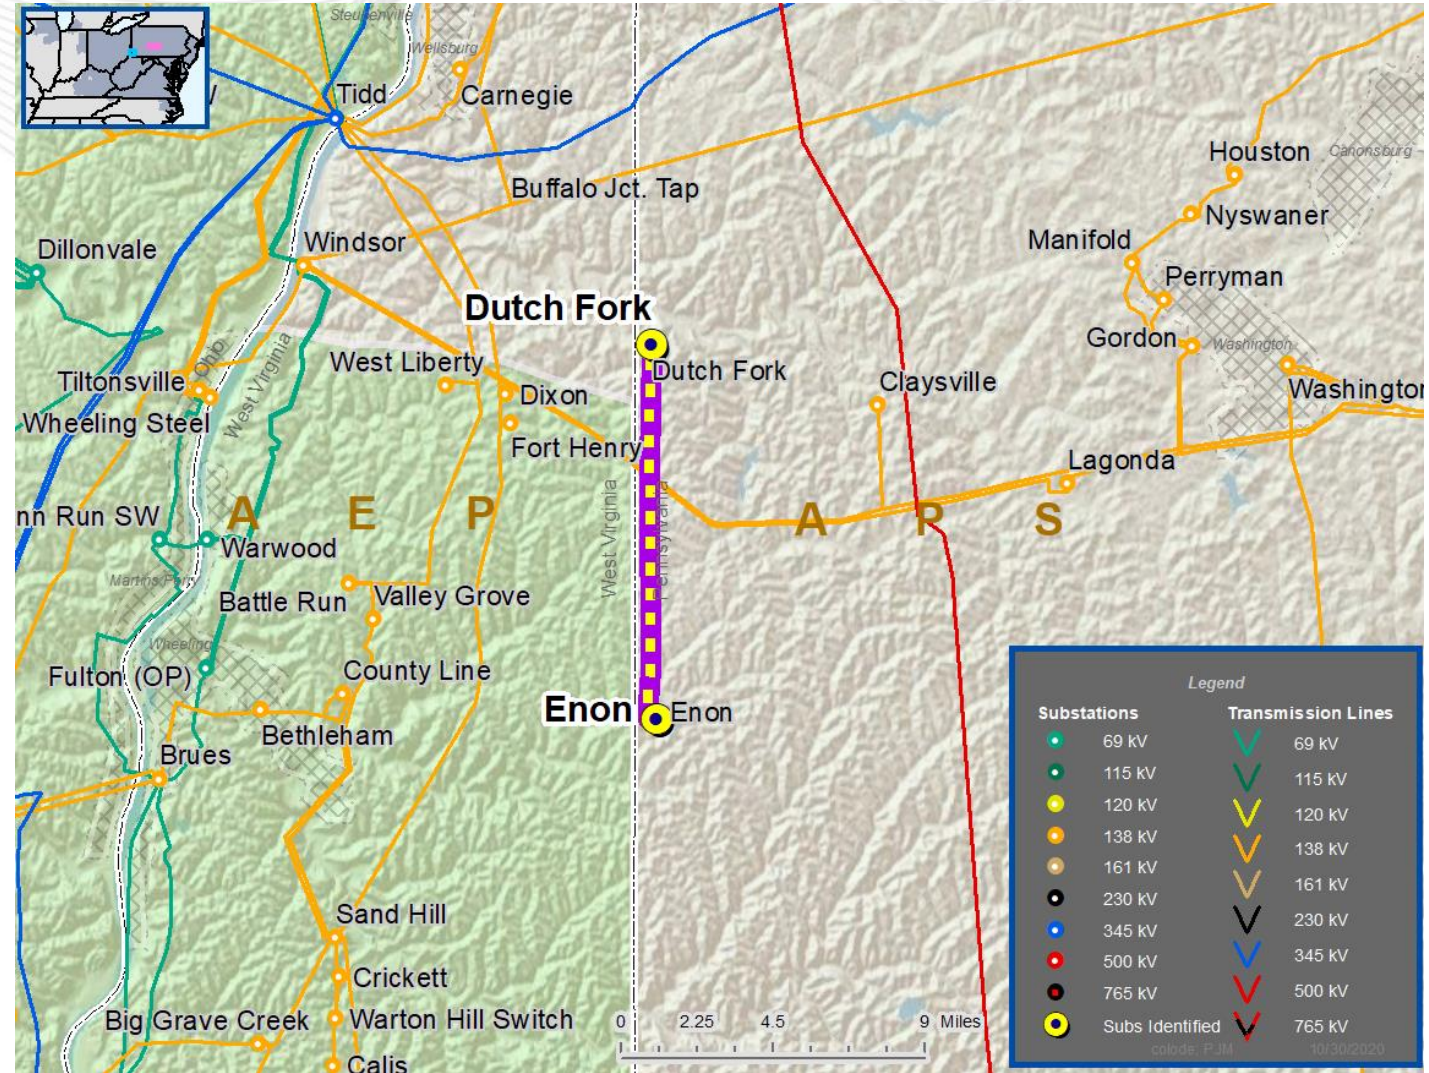 Steubenville
Wellsburg
Tidd
Carnegie
Houston
Canonsburg
Buffalo Jct. Tap
Nyswaner
Windsor
Manifold
Dillonvale
Perryman
Dutch Fork
Gordon
Washington
Ohio
West Virginia
West Liberty
Dutch Fork
Claysville
Tiltonsville
Dixon
Washington
Wheeling Steel
Fort Henry
Lagonda
nn Run SW
A E P
A P S
West Virginia
Pennsylvania
Warwood
Martins Ferry
Battle Run
Valley Grove
Wheeling
Fulton (OP)
County Line
Enon
Enon
Bethleham
Brues
Sand Hill
Crickett
Big Grave Creek
Warton Hill Switch
Calis
0 2.25 4.5 9 Miles
Legend
Substations Transmission Lines
69 kV 69 kV
115 kV 115 kV
120 kV 120 kV
138 kV 138 kV
161 kV 161 kV
230 kV 230 kV
345 kV 345 kV
500 kV 500 kV
765 kV 765 kV
Subs Identified
colode; PJM 10/30/2020